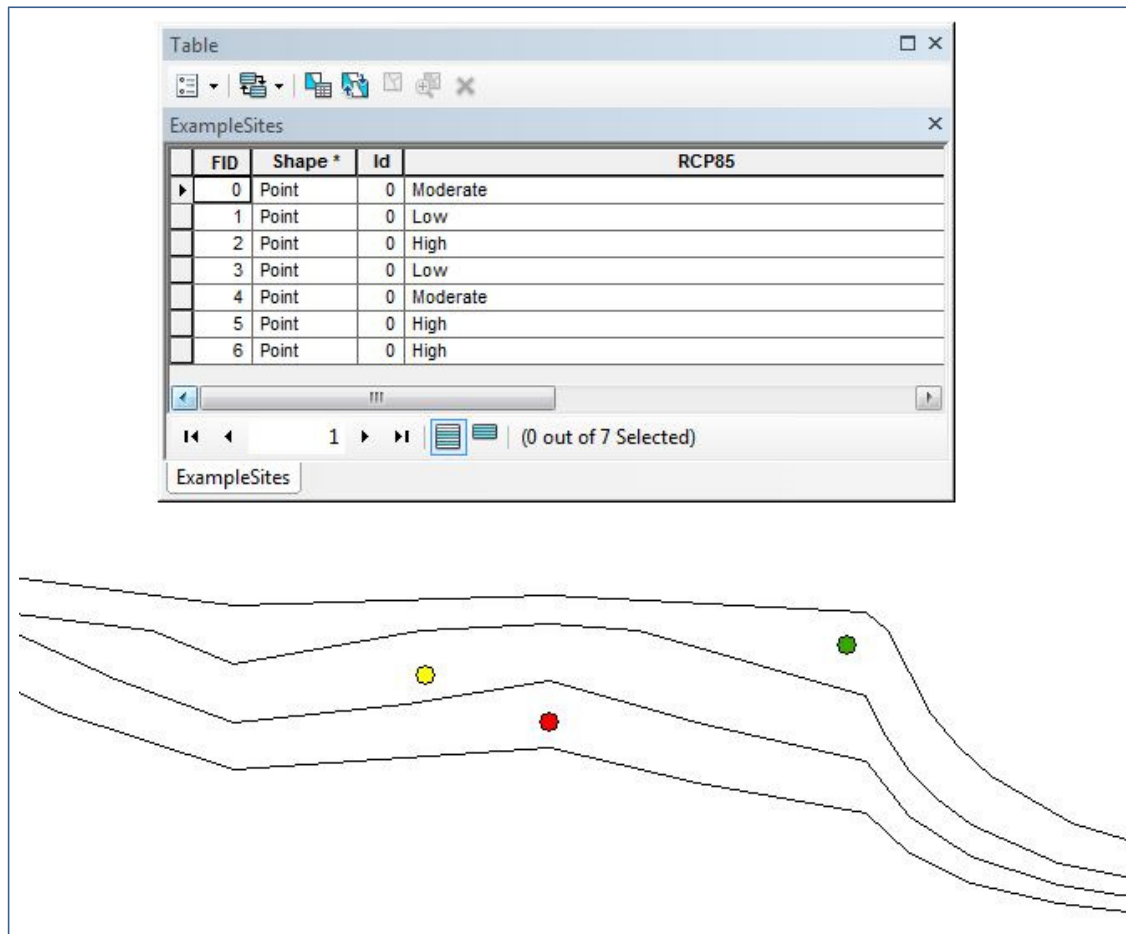 Table
ExampleSites
FID Shape * Id RCP85
0 Point 0 Moderate
1 Point 0 Low
2 Point 0 High
3 Point 0 Low
4 Point 0 Moderate
5 Point 0 High
6 Point 0 High
1 (0 out of 7 Selected)
ExampleSites